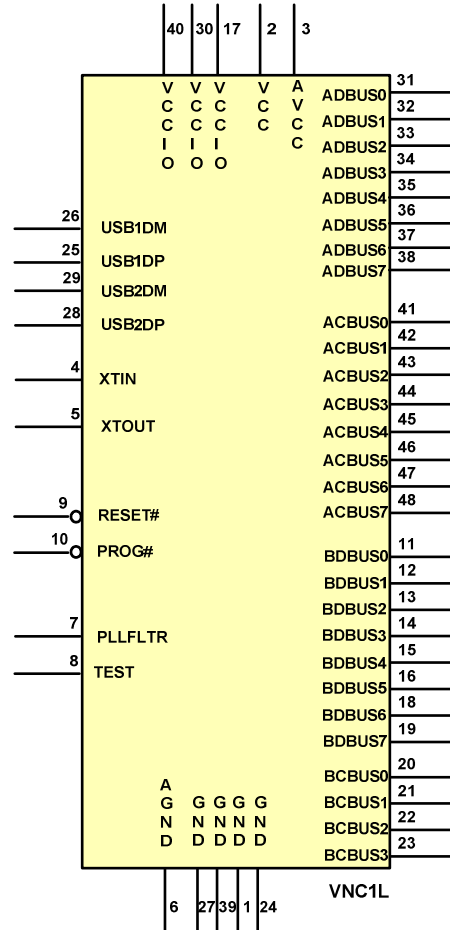 40 30 17 2 3
VCCIO VCCIO VCCIO VCC AVCC
26 USB1DM
25 USB1DP
29 USB2DM
28 USB2DP
4 XTIN
5 XTOUT
9 RESET#
10 PROG#
7 PLLFLTR
8 TEST
ADBUS0 31
ADBUS1 32
ADBUS2 33
ADBUS3 34
ADBUS4 35
ADBUS5 36
ADBUS6 37
ADBUS7 38
ACBUS0 41
ACBUS1 42
ACBUS2 43
ACBUS3 44
ACBUS4 45
ACBUS5 46
ACBUS6 47
ACBUS7 48
BDBUS0 11
BDBUS1 12
BDBUS2 13
BDBUS3 14
BDBUS4 15
BDBUS5 16
BDBUS6 18
BDBUS7 19
BCBUS0 20
BCBUS1 21
BCBUS2 22
BCBUS3 23
AGND GND GND GND GND
6 27 39 1 24
VNC1L